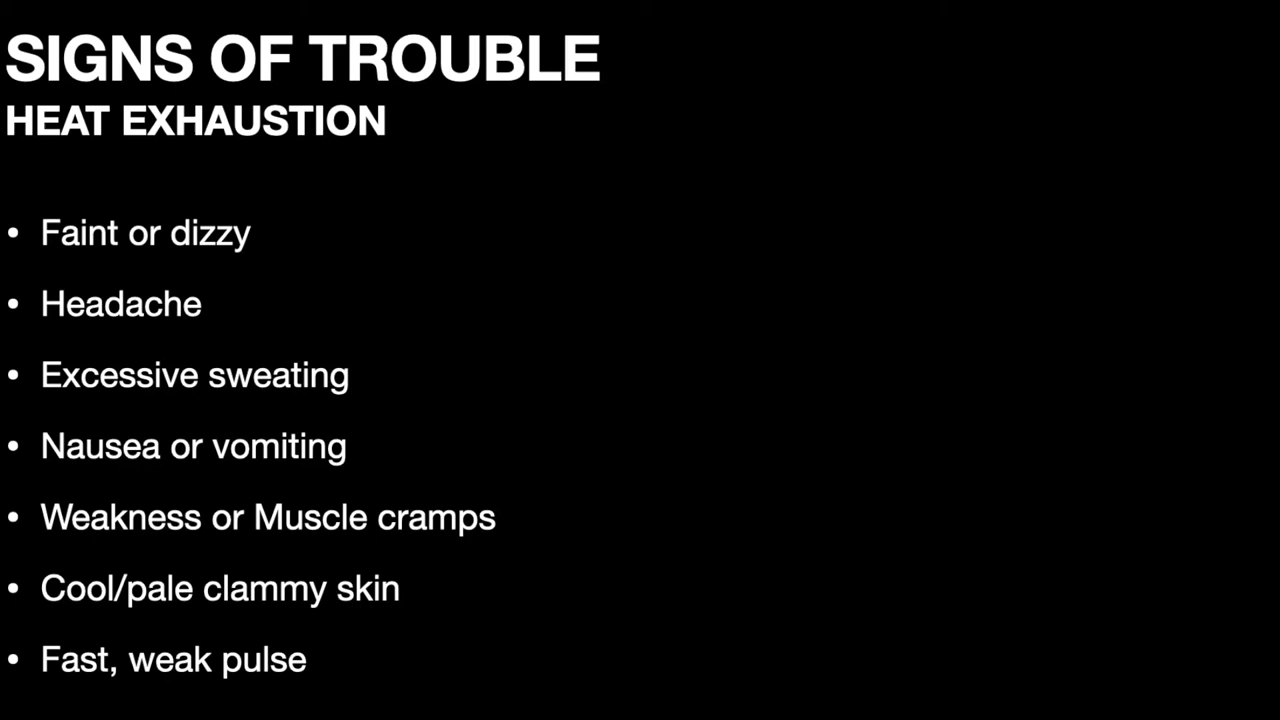 SIGNS OF TROUBLE
HEAT EXHAUSTION
• Faint or dizzy
• Headache
• Excessive sweating
• Nausea or vomiting
• Weakness or Muscle cramps
• Cool/pale clammy skin
• Fast, weak pulse